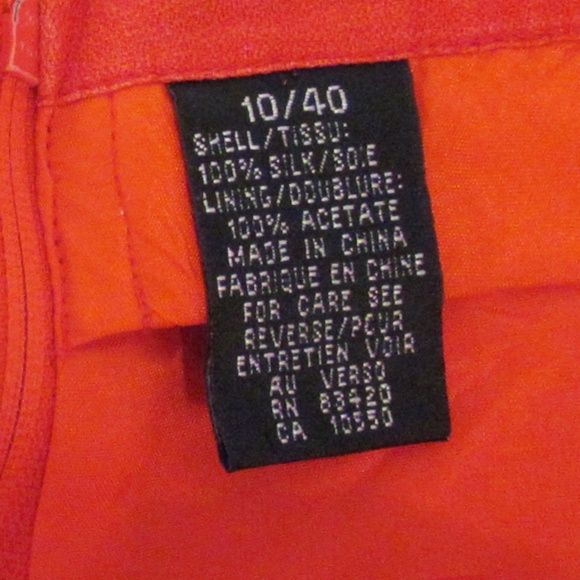 10/40
SHELL/TISSU:
100% SILK/SOIE
LINING/DOUBLURE:
100% ACETATE
MADE IN CHINA
FABRIQUE EN CHINE
FOR CARE SEE
REVERSE/POUR
ENTRETIEN VOIR
AU VERSO
RN 83420
CA 10550